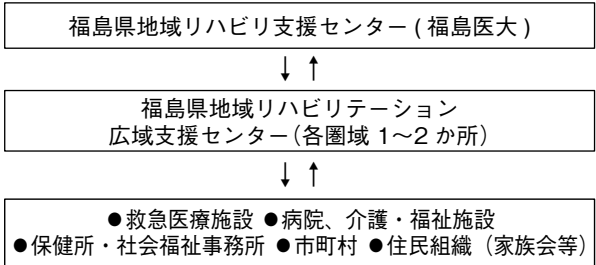 福島県地域リハビリ支援センター ( 福島医大 )
↓ ↑
福島県地域リハビリテーション
広域支援センター（各圏域 1〜2 か所）
↓ ↑
●救急医療施設 ●病院、介護・福祉施設
●保健所・社会福祉事務所 ●市町村 ●住民組織（家族会等）